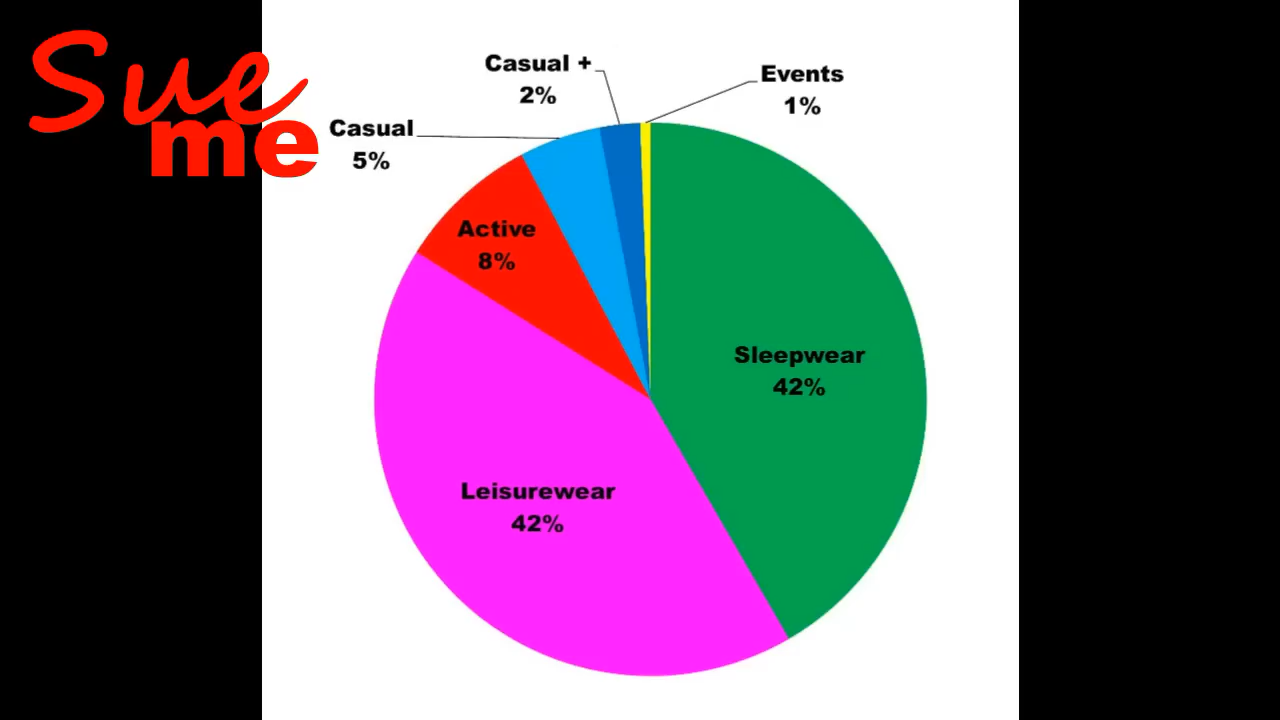 Sue
me
Casual +
2%
Events
1%
Casual
5%
Active
8%
Sleepwear
42%
Leisurewear
42%